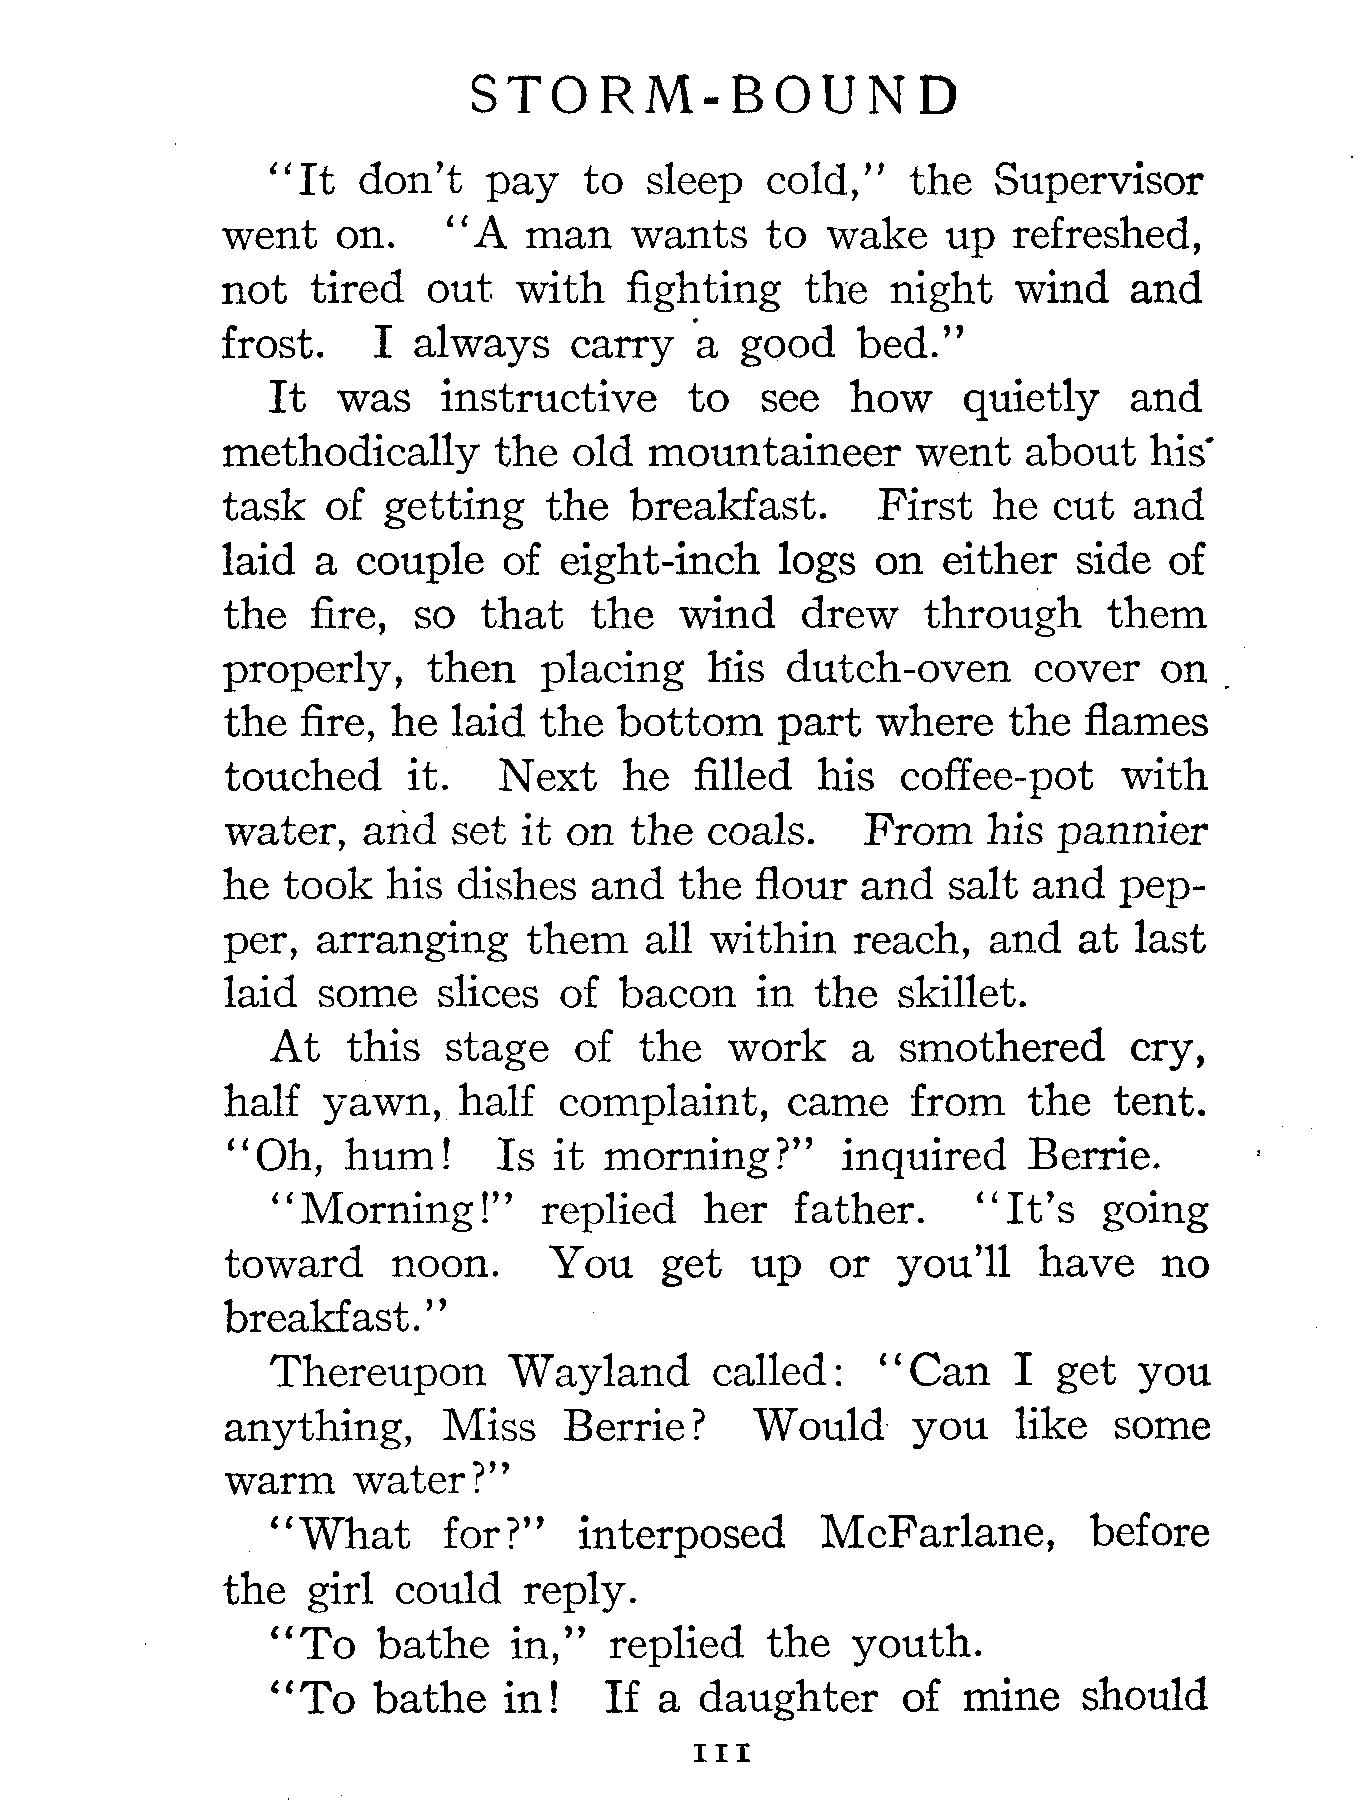 STORM-BOUND
"It don't pay to sleep cold," the Supervisor
went on. "A man wants to wake up refreshed,
not tired out with fighting the night wind and
frost. I always carry a good bed."
It was instructive to see how quietly and
methodically the old mountaineer went about his
task of getting the breakfast. First he cut and
laid a couple of eight-inch logs on either side of
the fire, so that the wind drew through them
properly, then placing his dutch-oven cover on
the fire, he laid the bottom part where the flames
touched it. Next he filled his coffee-pot with
water, and set it on the coals. From his pannier
he took his dishes and the flour and salt and pep-
per, arranging them all within reach, and at last
laid some slices of bacon in the skillet.
At this stage of the work a smothered cry,
half yawn, half complaint, came from the tent.
"Oh, hum! Is it morning?" inquired Berrie.
"Morning!" replied her father. "It's going
toward noon. You get up or you'll have no
breakfast."
Thereupon Wayland called: "Can I get you
anything, Miss Berrie? Would you like some
warm water?"
"What for?" interposed McFarlane, before
the girl could reply.
"To bathe in," replied the youth.
"To bathe in! If a daughter of mine should
111